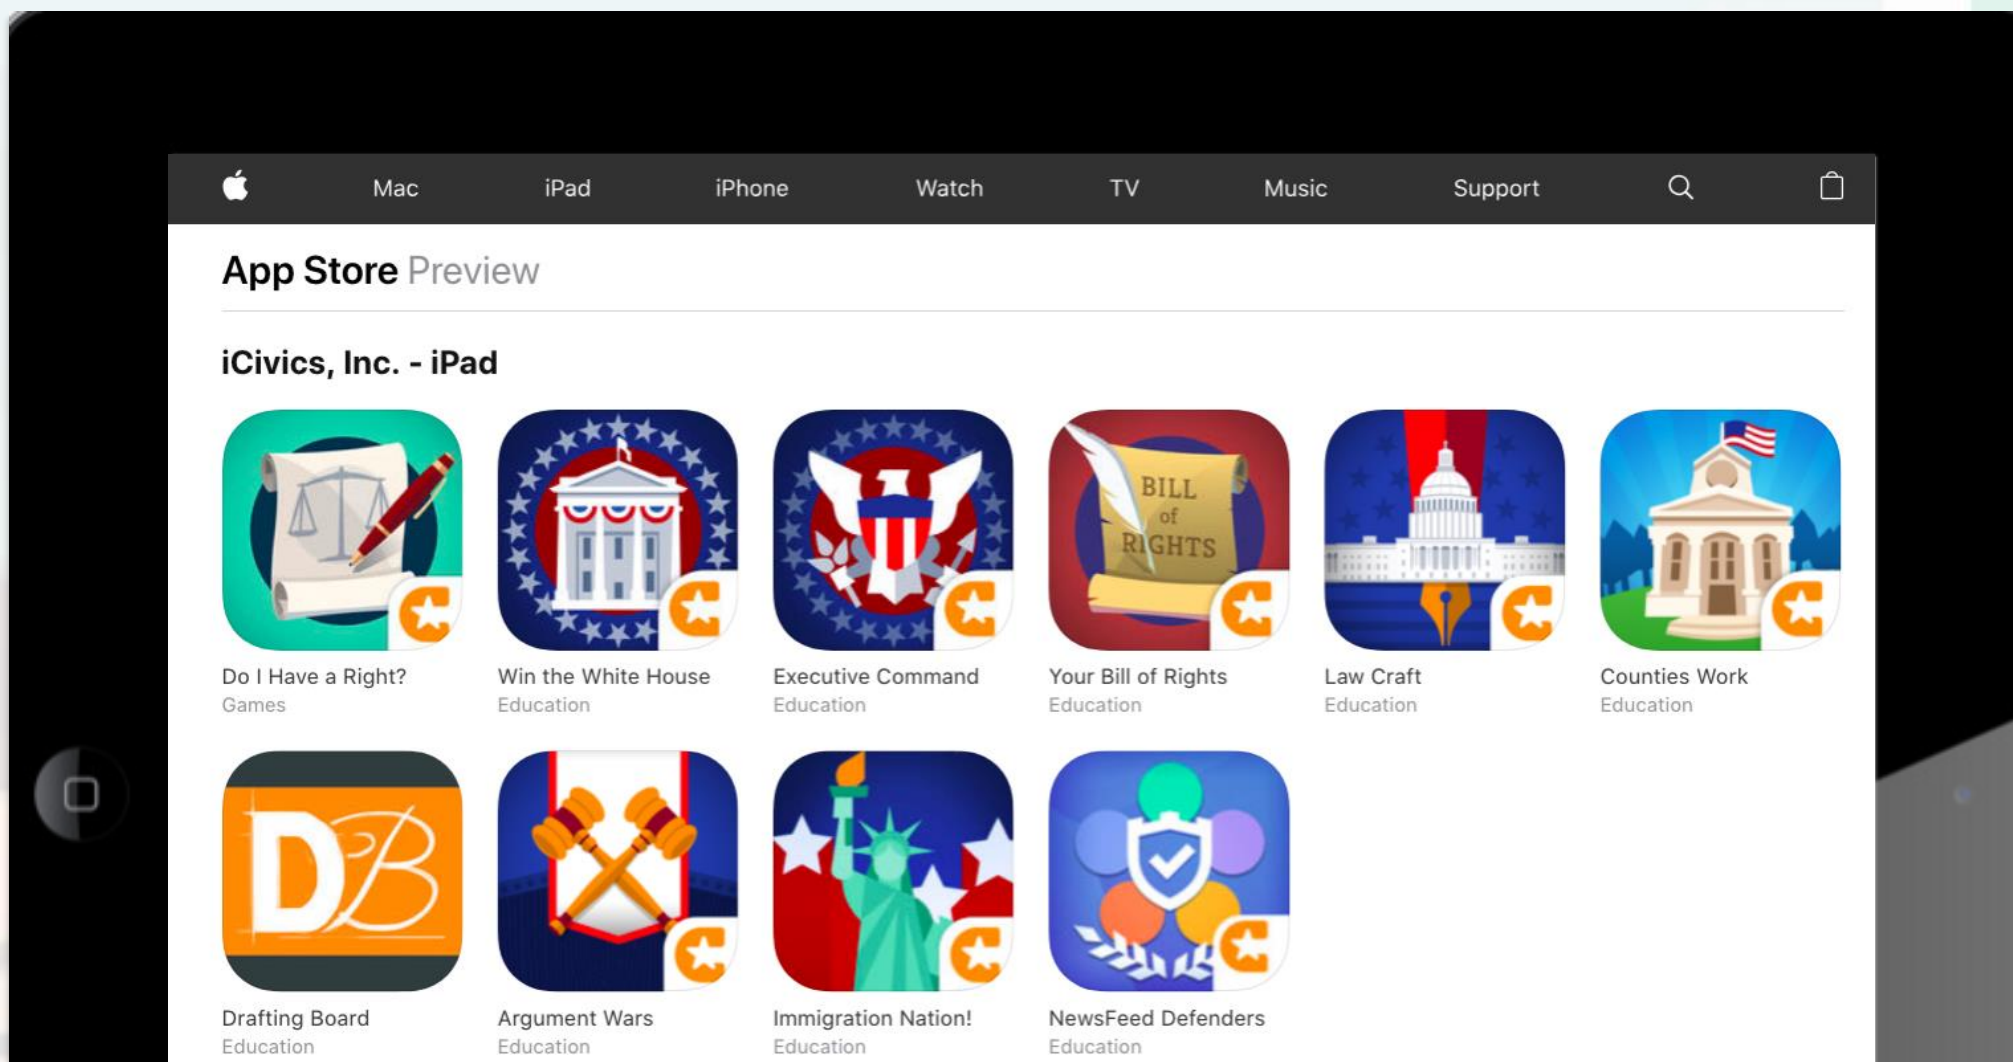 Mac iPad iPhone Watch TV Music Support
App Store Preview
iCivics, Inc. - iPad
BILL
of
RIGHTS
Do I Have a Right? Win the White House Executive Command Your Bill of Rights Law Craft Counties Work
Games Education Education Education Education Education
DB
Drafting Board Argument Wars Immigration Nation! NewsFeed Defenders
Education Education Education Education